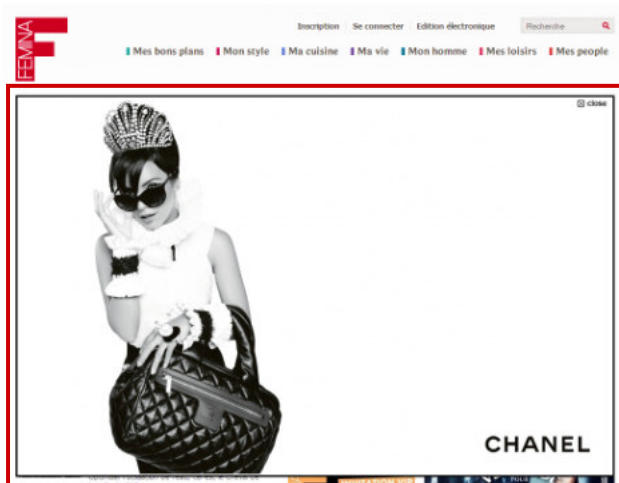 FEMINA
Inscription Se connecter Edition électronique Recherche
Mes bons plans Mon style Ma cuisine Ma vie Mon homme Mes loisirs Mes people
close
CHANEL